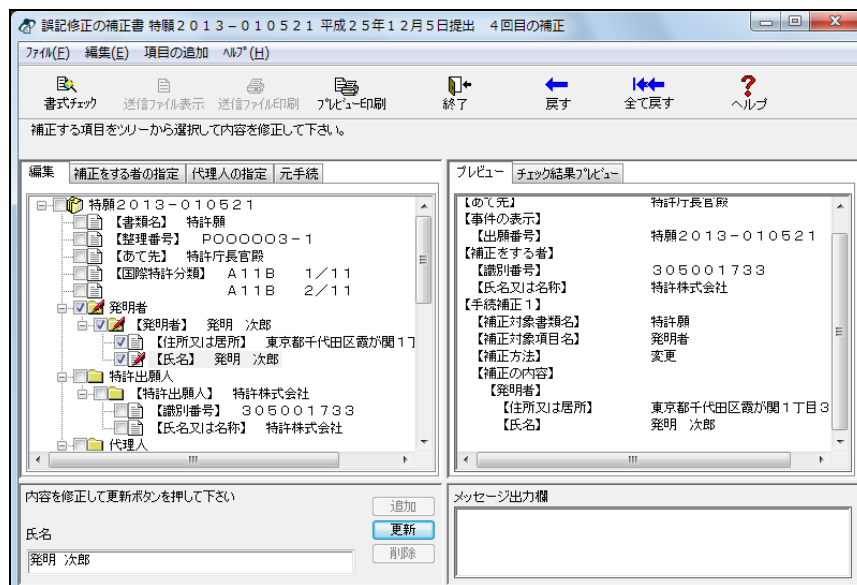 誤記修正の補正書 特願２０１３－０１０５２１ 平成２５年１２月５日提出　４回目の補正
ﾌｧｲﾙ(F)　編集(E)　項目の追加　ﾍﾙﾌﾟ(H)
書式ﾁｪｯｸ　送信ﾌｧｲﾙ表示　送信ﾌｧｲﾙ印刷　ﾌﾟﾚﾋﾞｭｰ印刷　終了　戻す　全て戻す　ヘルプ
補正する項目をツリーから選択して内容を修正して下さい。
編集　補正をする者の指定　代理人の指定　元手続
特願２０１３－０１０５２１
【書類名】　特許願
【整理番号】　Ｐ０００００３－１
【あて先】　特許庁長官殿
【国際特許分類】　Ａ１１Ｂ　１／１１
Ａ１１Ｂ　２／１１
発明者
【発明者】　発明　次郎
【住所又は居所】　東京都千代田区霞が関１丁
【氏名】　発明　次郎
特許出願人
【特許出願人】　特許株式会社
【識別番号】　３０５００１７３３
【氏名又は名称】　特許株式会社
代理人
プレビュー　チェック結果ﾌﾟﾚﾋﾞｭｰ
【あて先】　特許庁長官殿
【事件の表示】
【出願番号】　特願２０１３－０１０５２１
【補正をする者】
【識別番号】　３０５００１７３３
【氏名又は名称】　特許株式会社
【手続補正１】
【補正対象書類名】　特許願
【補正対象項目名】　発明者
【補正方法】　変更
【補正の内容】
【発明者】
【住所又は居所】　東京都千代田区霞が関１丁目３
【氏名】　発明　次郎
内容を修正して更新ボタンを押して下さい
追加
更新
削除
氏名
発明　次郎
メッセージ出力欄